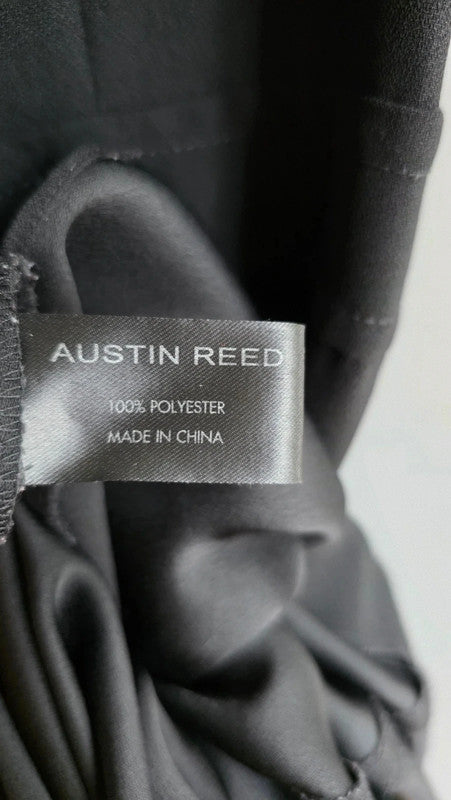 AUSTIN REED
100% POLYESTER
MADE IN CHINA